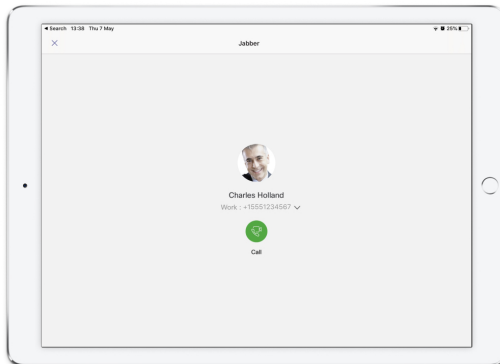 Search 13:38 Thu 7 May
25%
Jabber
Charles Holland
Work : +15551234567
Call